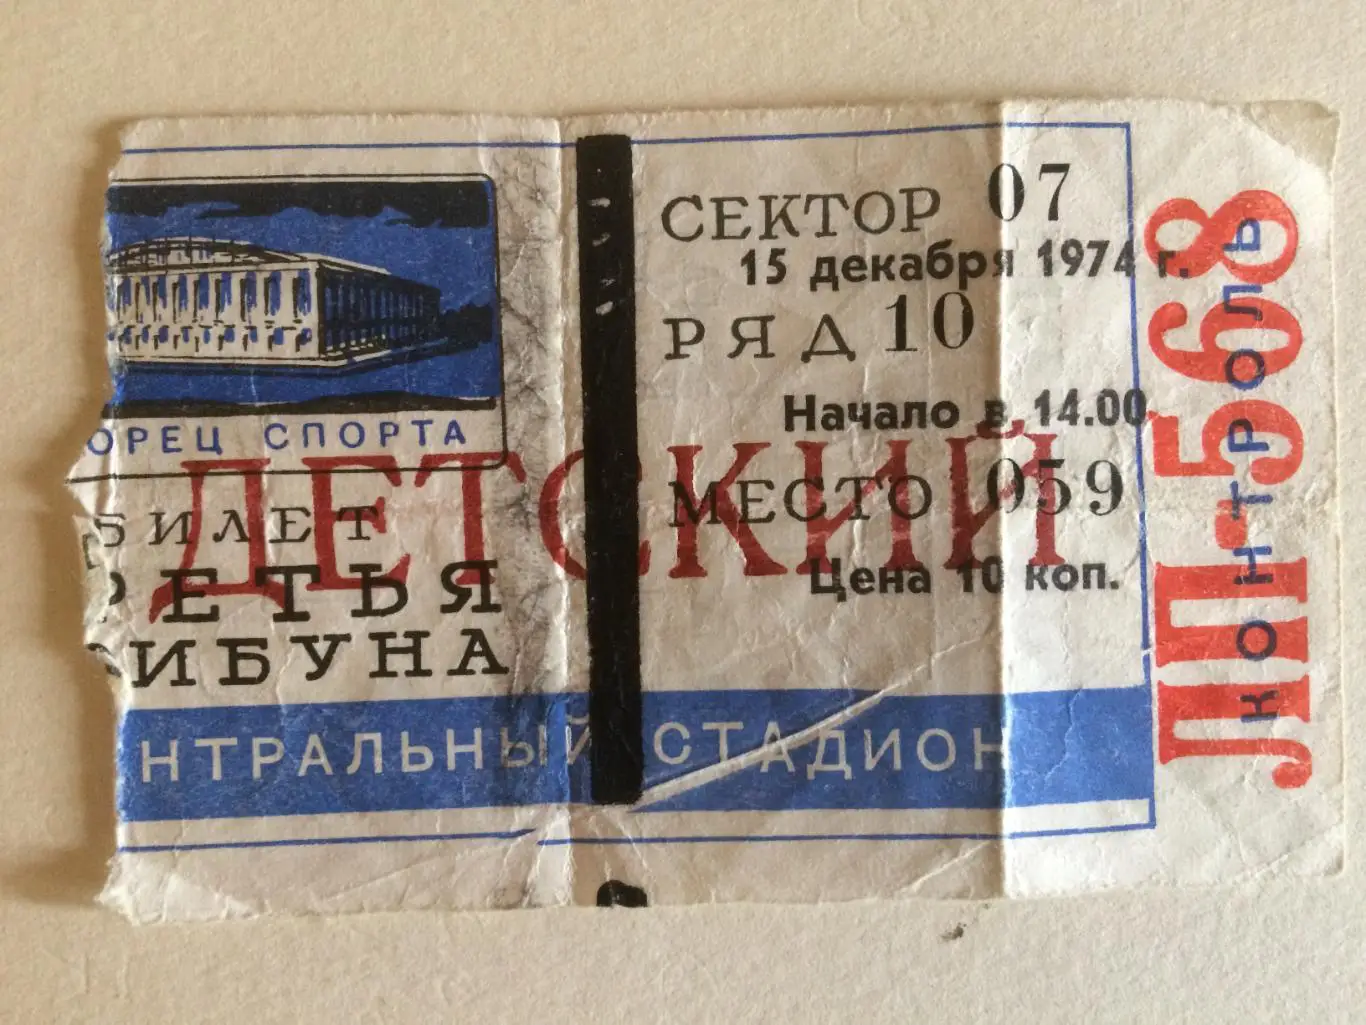 ОРЕЦ СПОРТА
БИЛЕТ
РЕТЬЯ
ИБУНА
НТРАЛЬНЫЙ СТАДИОН
ДЕТСКИЙ
СЕКТОР 07
15 декабря 1974 г.
РЯД 10
Начало в 14.00
МЕСТО 059
Цена 10 коп.
КОНТРОЛЬ
ЛП-568